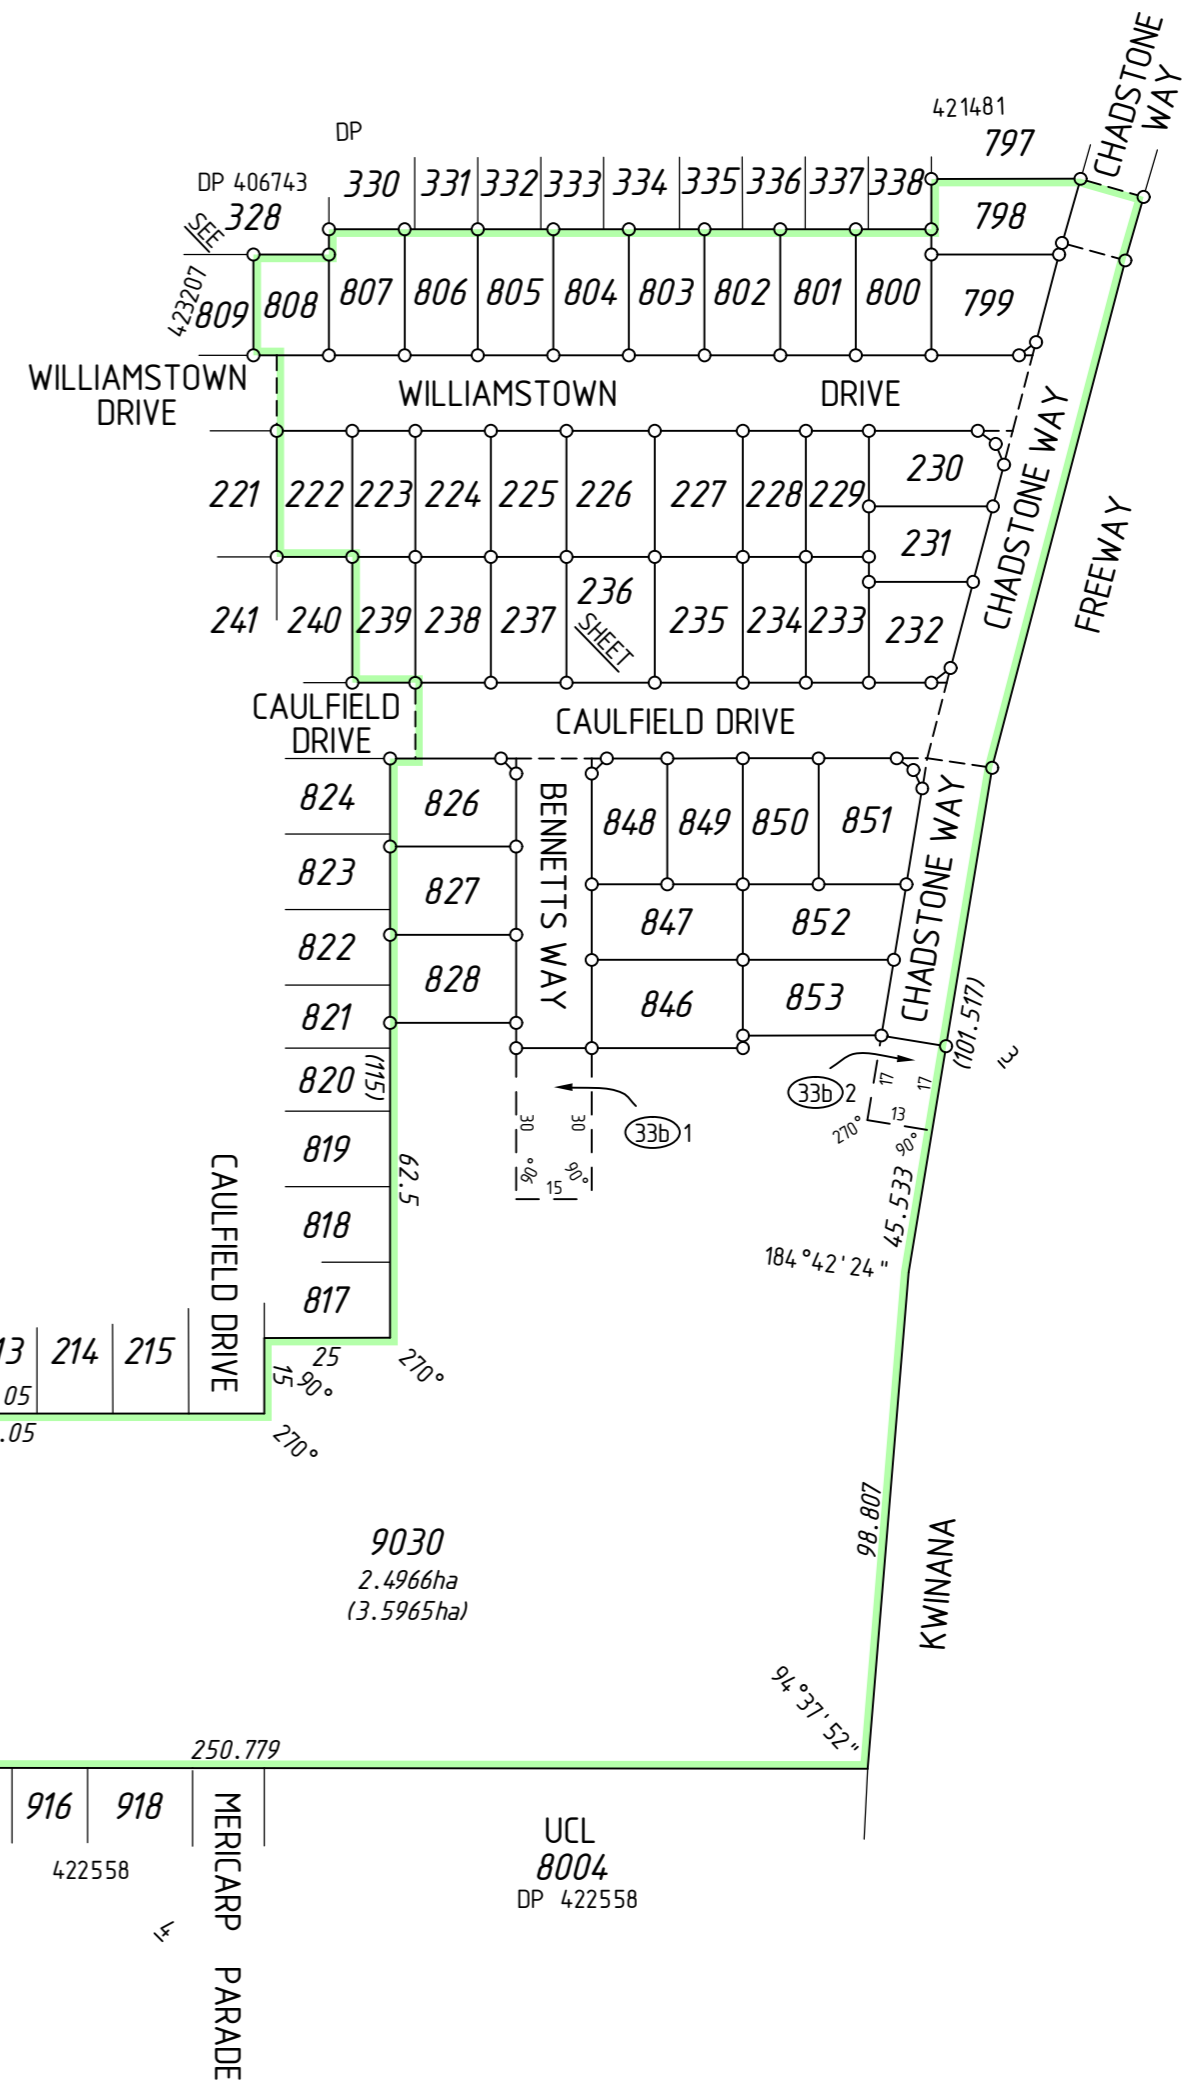 CHADSTONE
WAY
421481
797
DP
DP 406743
330 331 332 333 334 335 336 337 338
328
SEE
798
423207
809 808 807 806 805 804 803 802 801 800 799
WILLIAMSTOWN
DRIVE
WILLIAMSTOWN DRIVE
CHADSTONE WAY
230
221 222 223 224 225 226 227 228 229
231
FREEWAY
236
241 240 239 238 237 235 234 233 232
SHEET
CAULFIELD
DRIVE
CAULFIELD DRIVE
824 826 848 849 850 851
BENNETTS WAY
CHADSTONE WAY
823 827 847 852
822 828 846 853
821
(101.517)
3
820
(115)
33b 2
17 17
13
270° 90°
33b 1
30 30
90° 90°
15
819
62.5
45.533
818
184°42'24"
CAULFIELD DRIVE
817
13 214 215
25
270°
15
90°
05
.05
270°
98.807
9030
2.4966ha
(3.5965ha)
KWINANA
94°37'52"
250.779
916 918
MERICARP PARADE
UCL
8004
422558
DP 422558
4